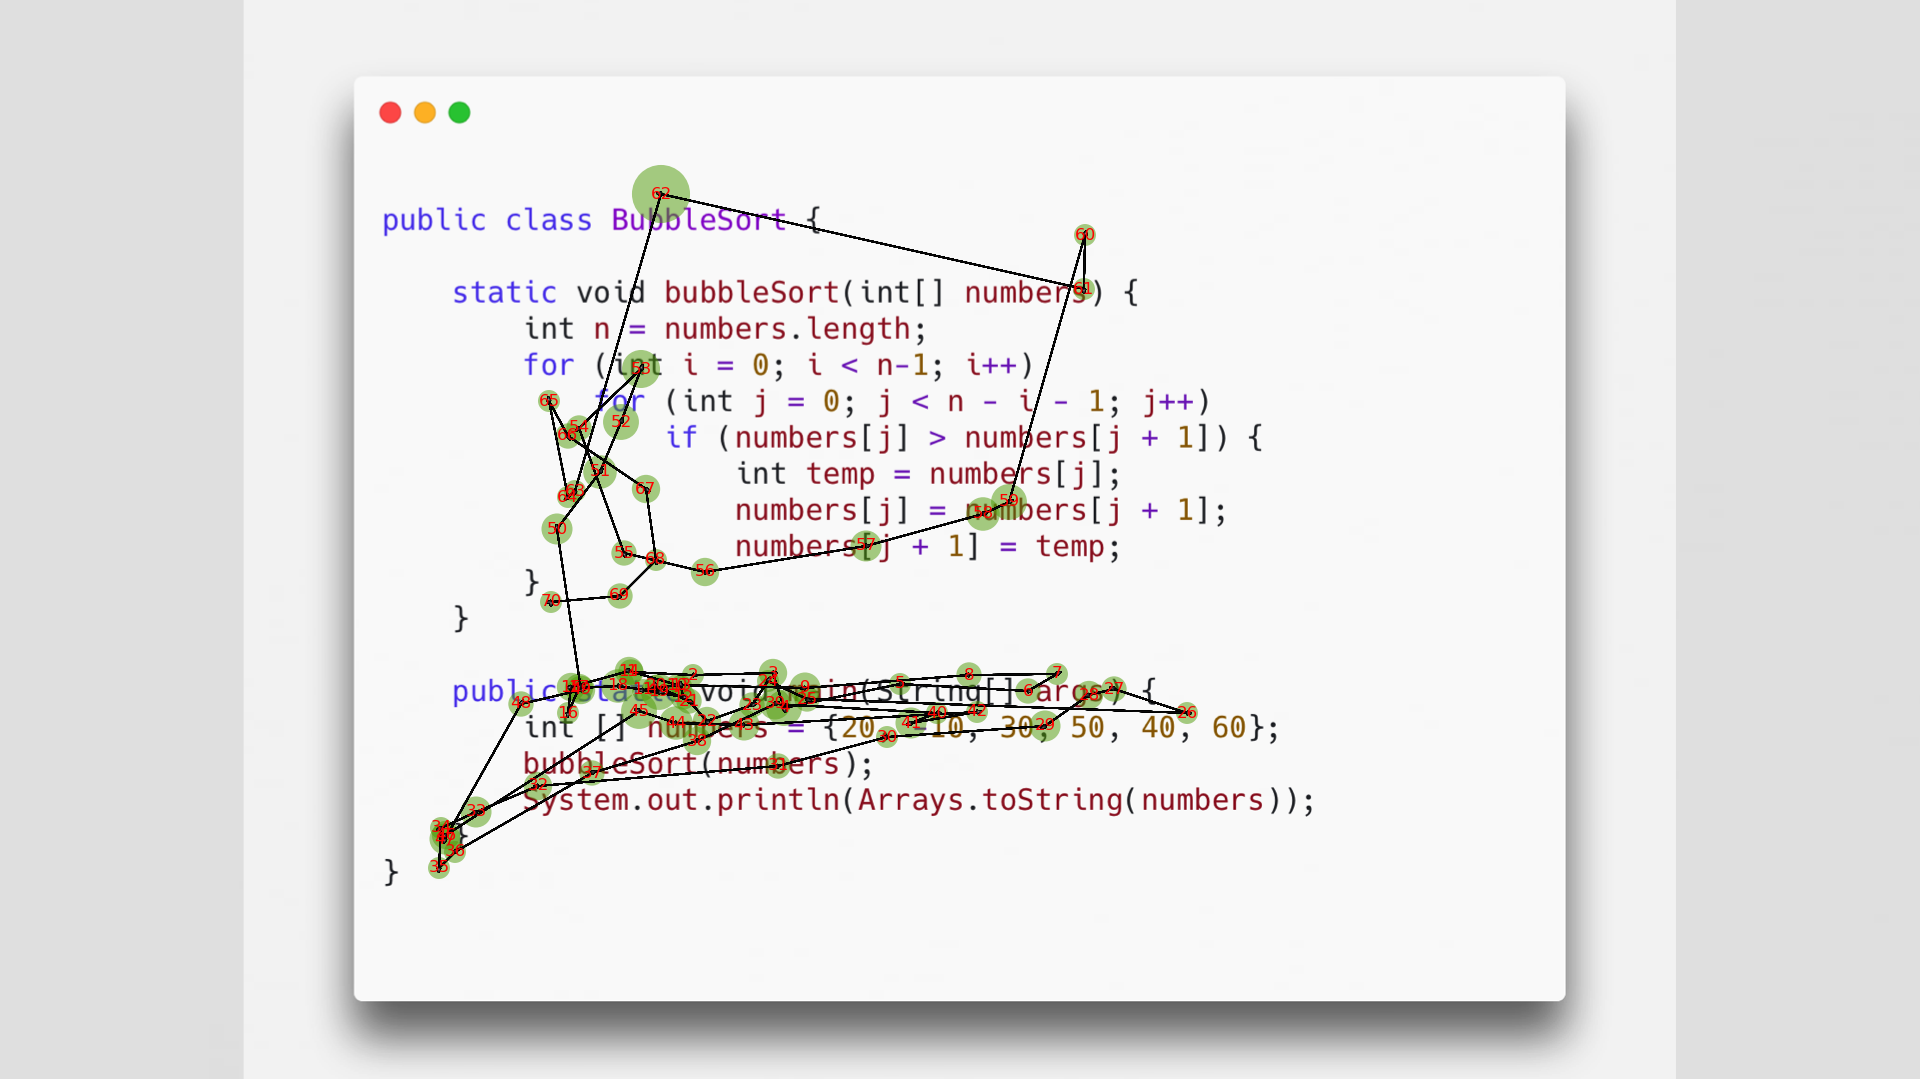 public class BubbleSort {
static void bubbleSort(int[] numbers) {
int n = numbers.length;
for (int i = 0; i < n-1; i++)
for (int j = 0; j < n - i - 1; j++)
if (numbers[j] > numbers[j + 1]) {
int temp = numbers[j];
numbers[j] = numbers[j + 1];
numbers[j + 1] = temp;
}
}
public static void main(String[] args) {
int [] numbers = {20, 10, 30, 50, 40, 60};
bubbleSort(numbers);
System.out.println(Arrays.toString(numbers));
}
}